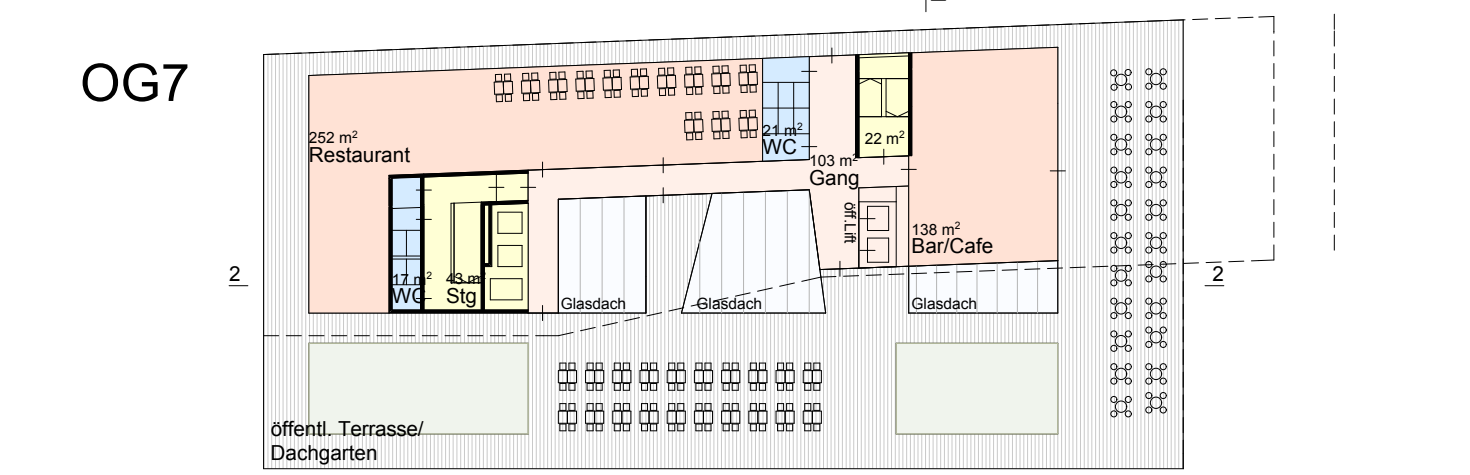 OG7
252 m²
Restaurant
21 m²
WC
22 m²
103 m²
Gang
öff.Lift
138 m²
Bar/Cafe
17 m²
WC
43 m²
Stg
2
2
Glasdach
Glasdach
Glasdach
öffentl. Terrasse/
Dachgarten